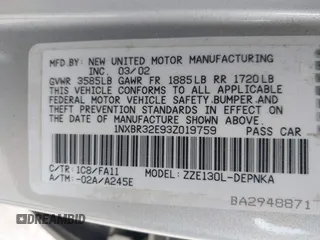 MFD. BY: NEW UNITED MOTOR MANUFACTURING
INC. 03/02
GVWR 3585LB GAWR FR 1885LB RR 1720LB
THIS VEHICLE CONFORMS TO ALL APPLICABLE
FEDERAL MOTOR VEHICLE SAFETY,BUMPER,AND
THEFT PREVENTION STANDARDS IN EFFECT ON
THE DATE OF MANUFACTURE SHOWN ABOVE.
1NXBR32E93Z019759 PASSENGER CAR
C/TR:1C8/FA11 MODEL:ZZE130L-DEPNKA
A/TM:-02A/A245E
BA2948871